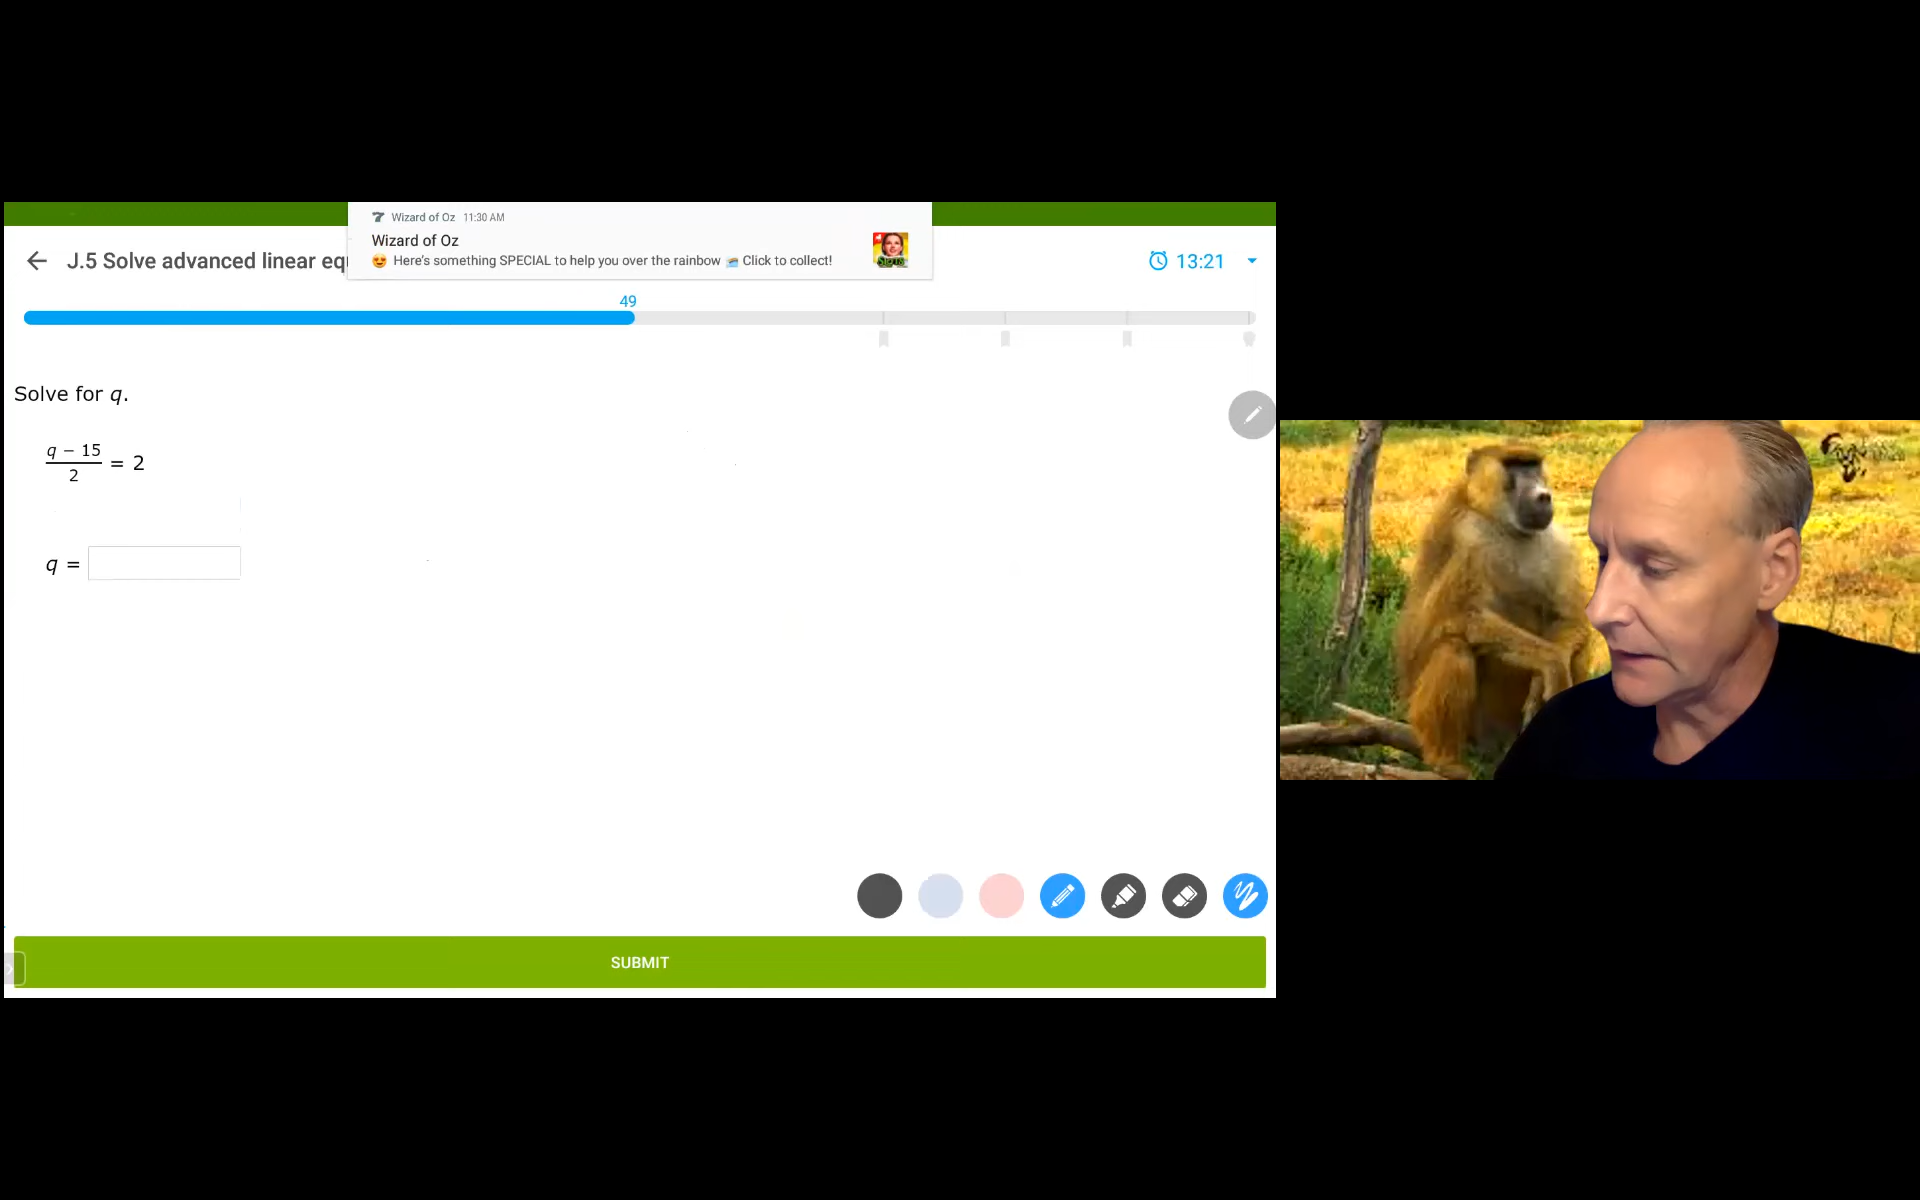 Wizard of Oz 11:30 AM
Wizard of Oz
😍 Here's something SPECIAL to help you over the rainbow Click to collect!
J.5 Solve advanced linear equ
13:21
49
Solve for q.
q − 15
2
= 2
q =
SUBMIT